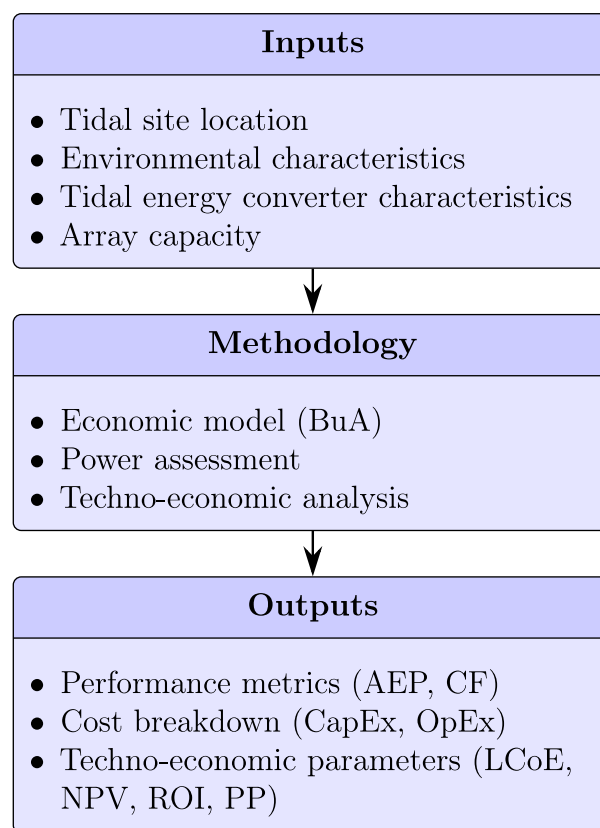 Inputs
• Tidal site location
• Environmental characteristics
• Tidal energy converter characteristics
• Array capacity
Methodology
• Economic model (BuA)
• Power assessment
• Techno-economic analysis
Outputs
• Performance metrics (AEP, CF)
• Cost breakdown (CapEx, OpEx)
• Techno-economic parameters (LCoE,
NPV, ROI, PP)